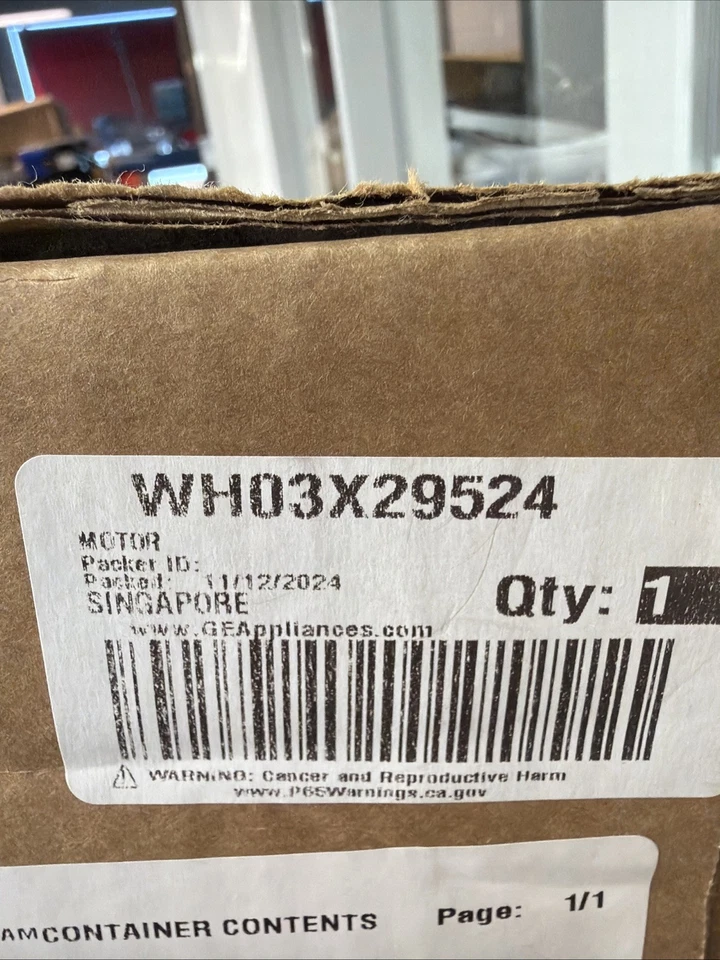 WH03X29524
MOTOR
Packer ID:
Packed: 11/12/2024
SINGAPORE
Qty: 1
www.GEAppliances.com
WARNING: Cancer and Reproductive Harm
www.P65Warnings.ca.gov
AMCONTAINER CONTENTS Page: 1/1